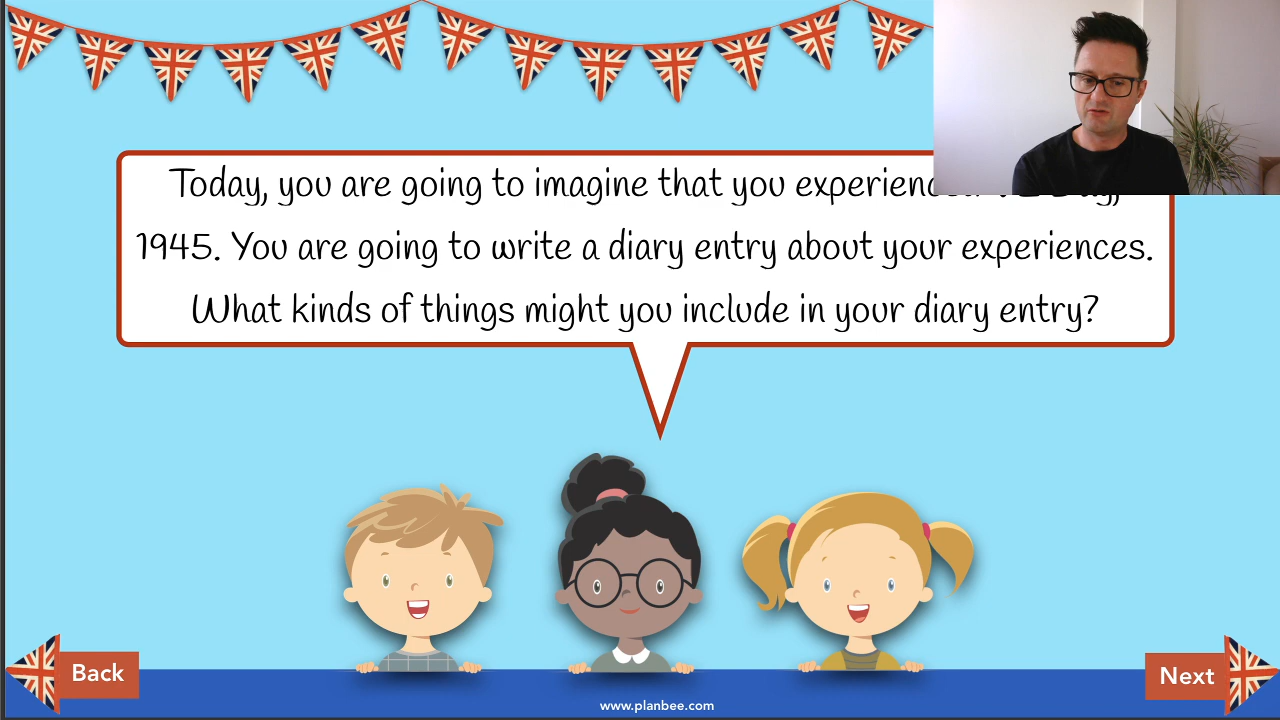 Today, you are going to imagine that you
1945. You are going to write a diary entry about your experiences.
What kinds of things might you include in your diary entry?
Back
Next
www.planbee.com